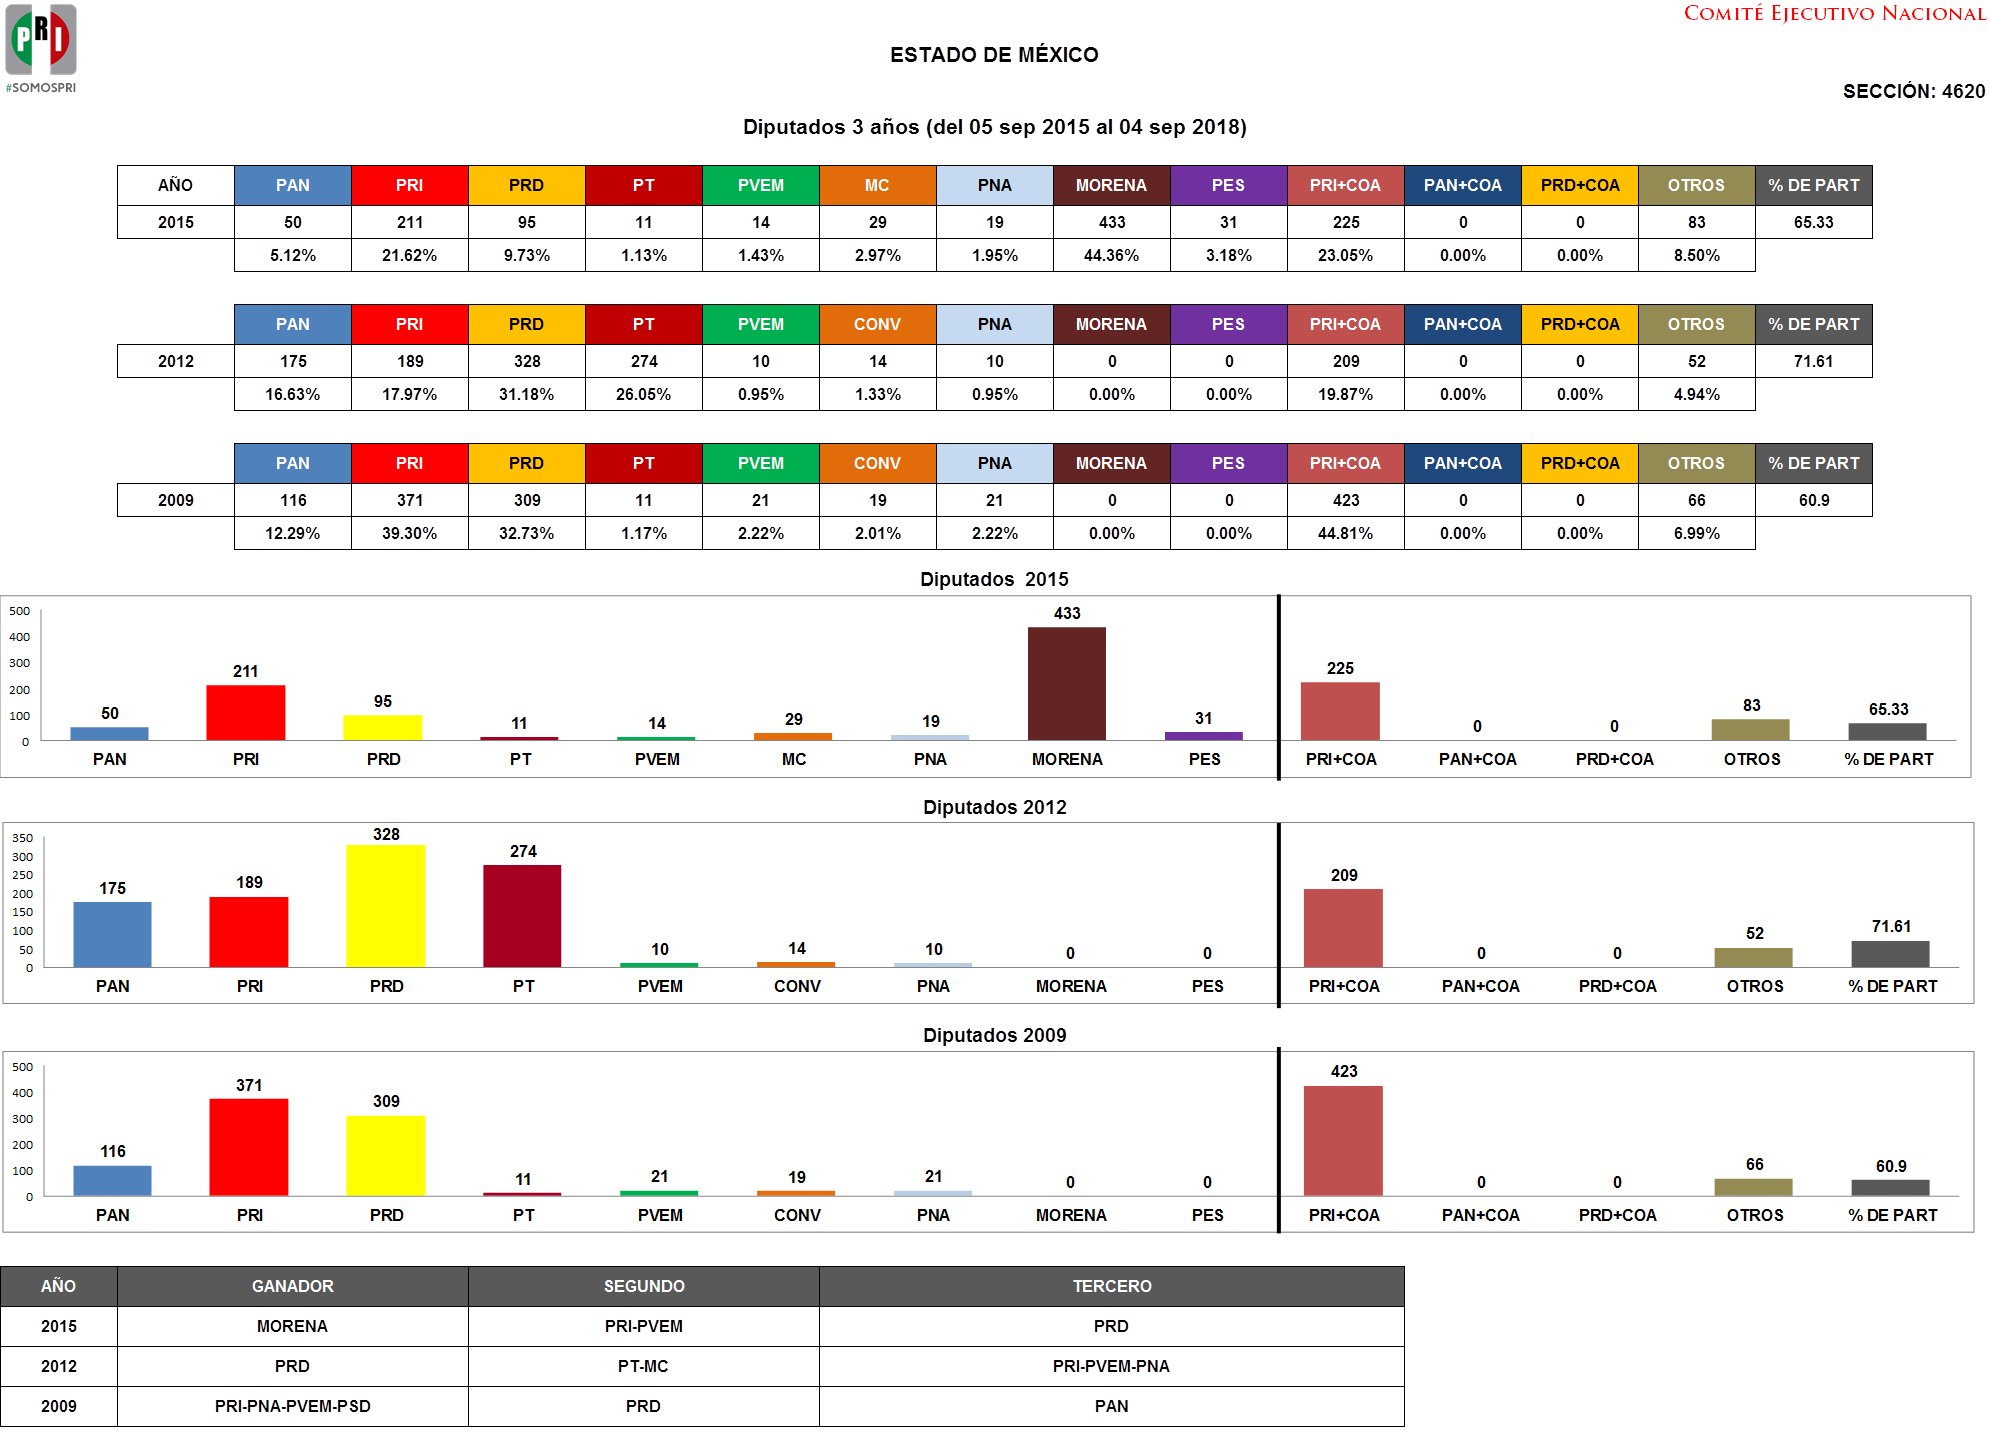 PRI
#SOMOSPRI
COMITÉ EJECUTIVO NACIONAL
ESTADO DE MÉXICO
SECCIÓN: 4620
Diputados 3 años (del 05 sep 2015 al 04 sep 2018)
AÑO PAN PRI PRD PT PVEM MC PNA MORENA PES PRI+COA PAN+COA PRD+COA OTROS % DE PART
2015 50 211 95 11 14 29 19 433 31 225 0 0 83 65.33
5.12% 21.62% 9.73% 1.13% 1.43% 2.97% 1.95% 44.36% 3.18% 23.05% 0.00% 0.00% 8.50%
PAN PRI PRD PT PVEM CONV PNA MORENA PES PRI+COA PAN+COA PRD+COA OTROS % DE PART
2012 175 189 328 274 10 14 10 0 0 209 0 0 52 71.61
16.63% 17.97% 31.18% 26.05% 0.95% 1.33% 0.95% 0.00% 0.00% 19.87% 0.00% 0.00% 4.94%
PAN PRI PRD PT PVEM CONV PNA MORENA PES PRI+COA PAN+COA PRD+COA OTROS % DE PART
2009 116 371 309 11 21 19 21 0 0 423 0 0 66 60.9
12.29% 39.30% 32.73% 1.17% 2.22% 2.01% 2.22% 0.00% 0.00% 44.81% 0.00% 0.00% 6.99%
Diputados 2015
500
400
300
200
100
0
50 211 95 11 14 29 19 433 31 225 0 0 83 65.33
PAN PRI PRD PT PVEM MC PNA MORENA PES PRI+COA PAN+COA PRD+COA OTROS % DE PART
Diputados 2012
350
300
250
200
150
100
50
0
175 189 328 274 10 14 10 0 0 209 0 0 52 71.61
PAN PRI PRD PT PVEM CONV PNA MORENA PES PRI+COA PAN+COA PRD+COA OTROS % DE PART
Diputados 2009
500
400
300
200
100
0
116 371 309 11 21 19 21 0 0 423 0 0 66 60.9
PAN PRI PRD PT PVEM CONV PNA MORENA PES PRI+COA PAN+COA PRD+COA OTROS % DE PART
AÑO GANADOR SEGUNDO TERCERO
2015 MORENA PRI-PVEM PRD
2012 PRD PT-MC PRI-PVEM-PNA
2009 PRI-PNA-PVEM-PSD PRD PAN